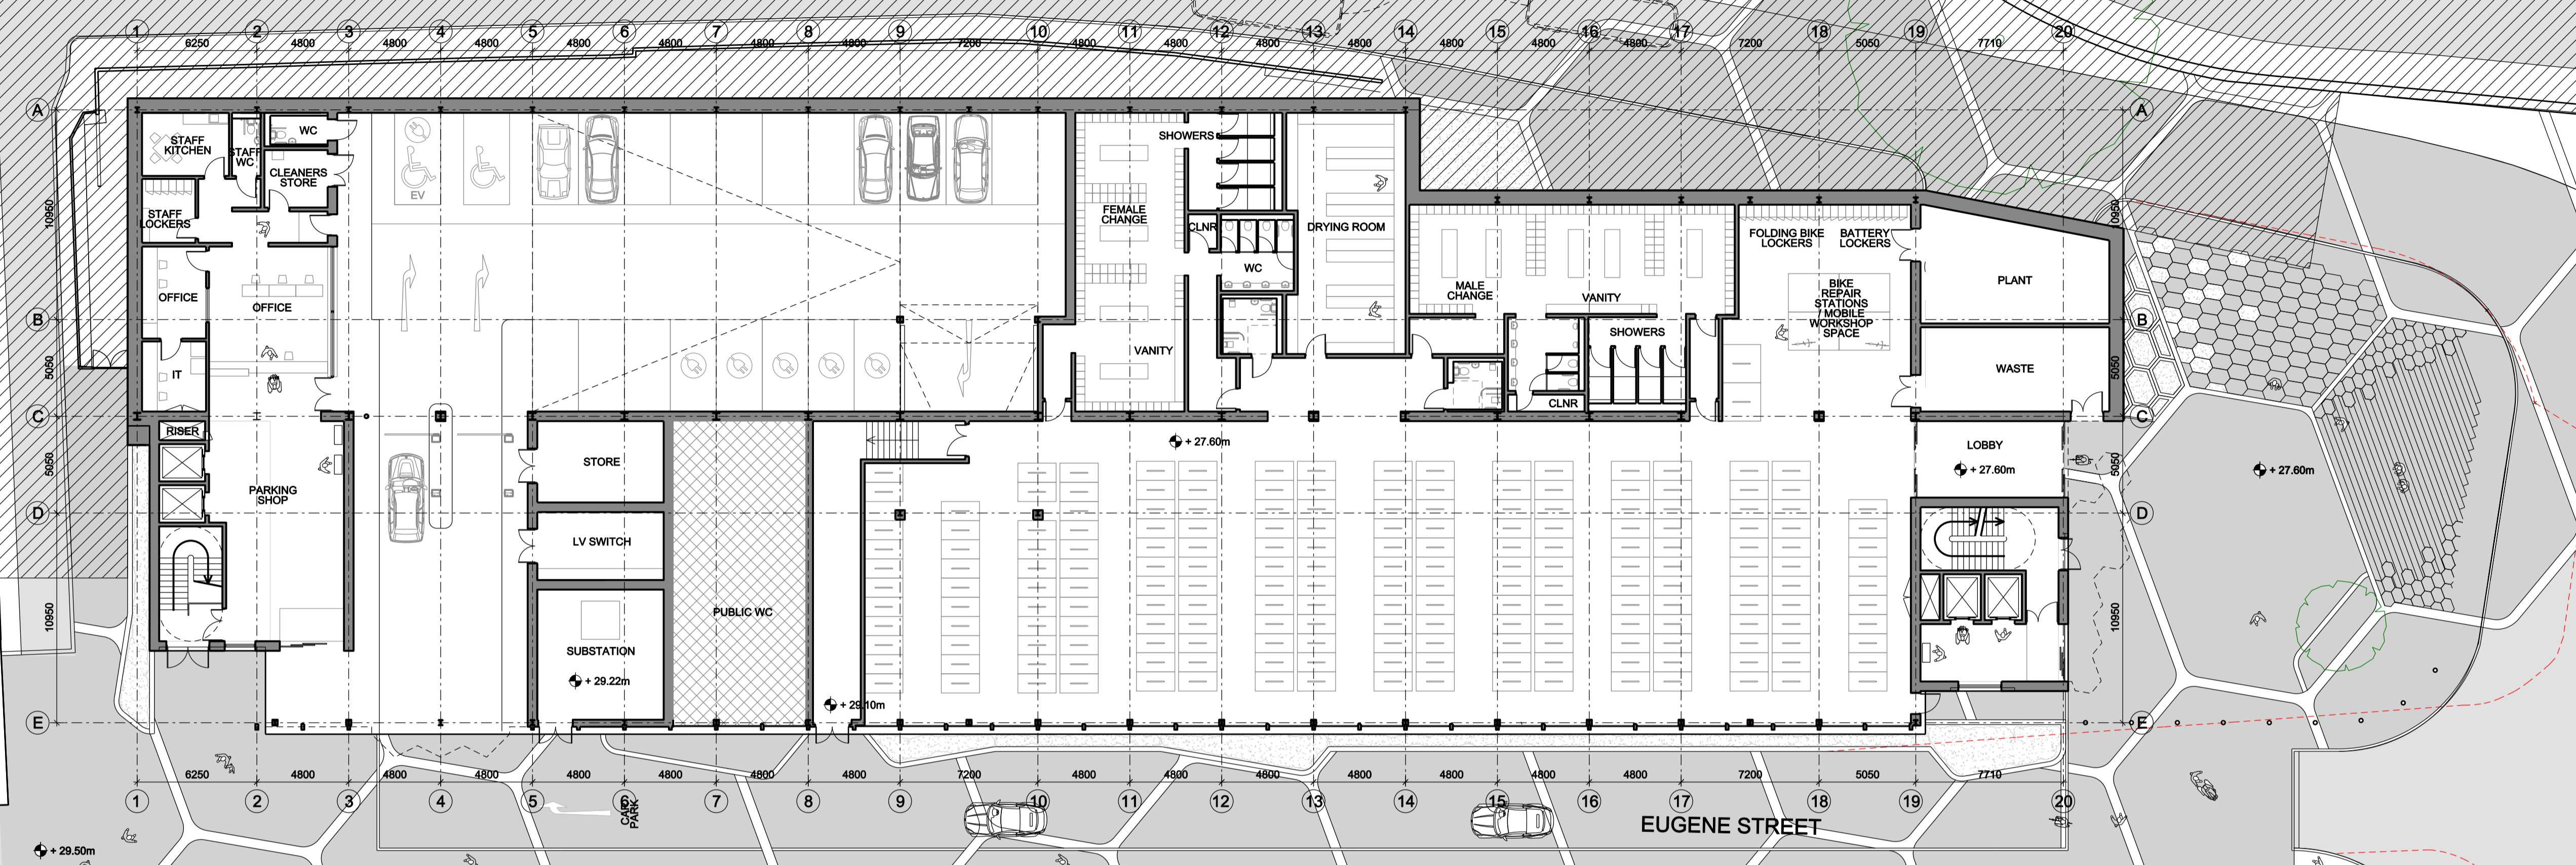 1 2 3 4 5 6 7 8 9 10 11 12 13 14 15 16 17 18 19 20
6250 4800 4800 4800 4800 4800 4800 4800 7200 4800 4800 4800 4800 4800 4800 4800 7200 5050 7710
A
A
10950
10950
B
B
5050
5050
C
C
5050
5050
D
D
10950
10950
E
E
STAFF
KITCHEN
STAFF
WC
WC
CLEANERS
STORE
STAFF
LOCKERS
OFFICE
OFFICE
IT
RISER
PARKING
SHOP
EV
STORE
LV SWITCH
SUBSTATION
+ 29.22m
PUBLIC WC
+ 29.10m
SHOWERS
FEMALE
CHANGE
CLNR
WC
VANITY
DRYING ROOM
MALE
CHANGE
VANITY
SHOWERS
CLNR
FOLDING BIKE
LOCKERS
BATTERY
LOCKERS
BIKE
REPAIR
STATIONS
/ MOBILE
WORKSHOP
SPACE
PLANT
WASTE
LOBBY
+ 27.60m
+ 27.60m
+ 27.60m
6250 4800 4800 4800 4800 4800 4800 4800 7200 4800 4800 4800 4800 4800 4800 4800 7200 5050 7710
1 2 3 4 5 6 7 8 9 10 11 12 13 14 15 16 17 18 19 20
CAR
PARK
EUGENE STREET
+ 29.50m